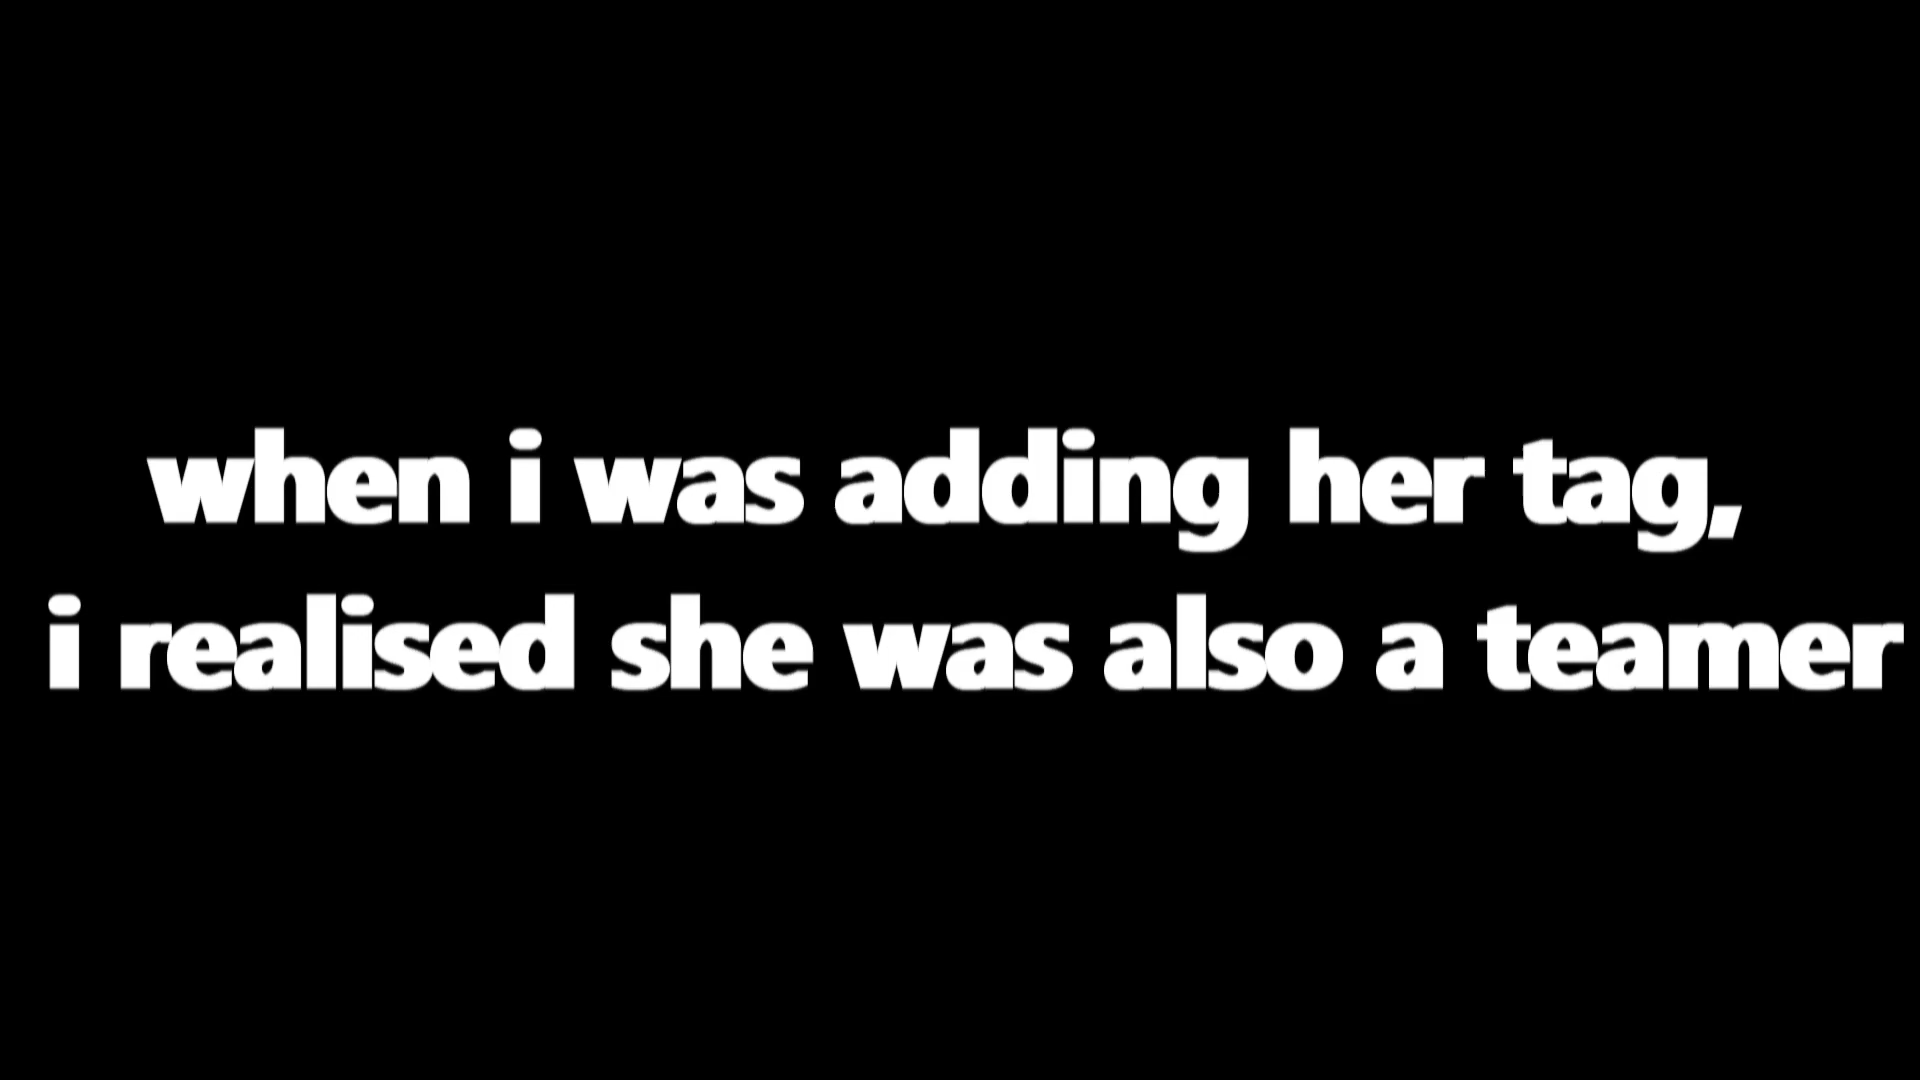 when i was adding her tag,
i realised she was also a teamer